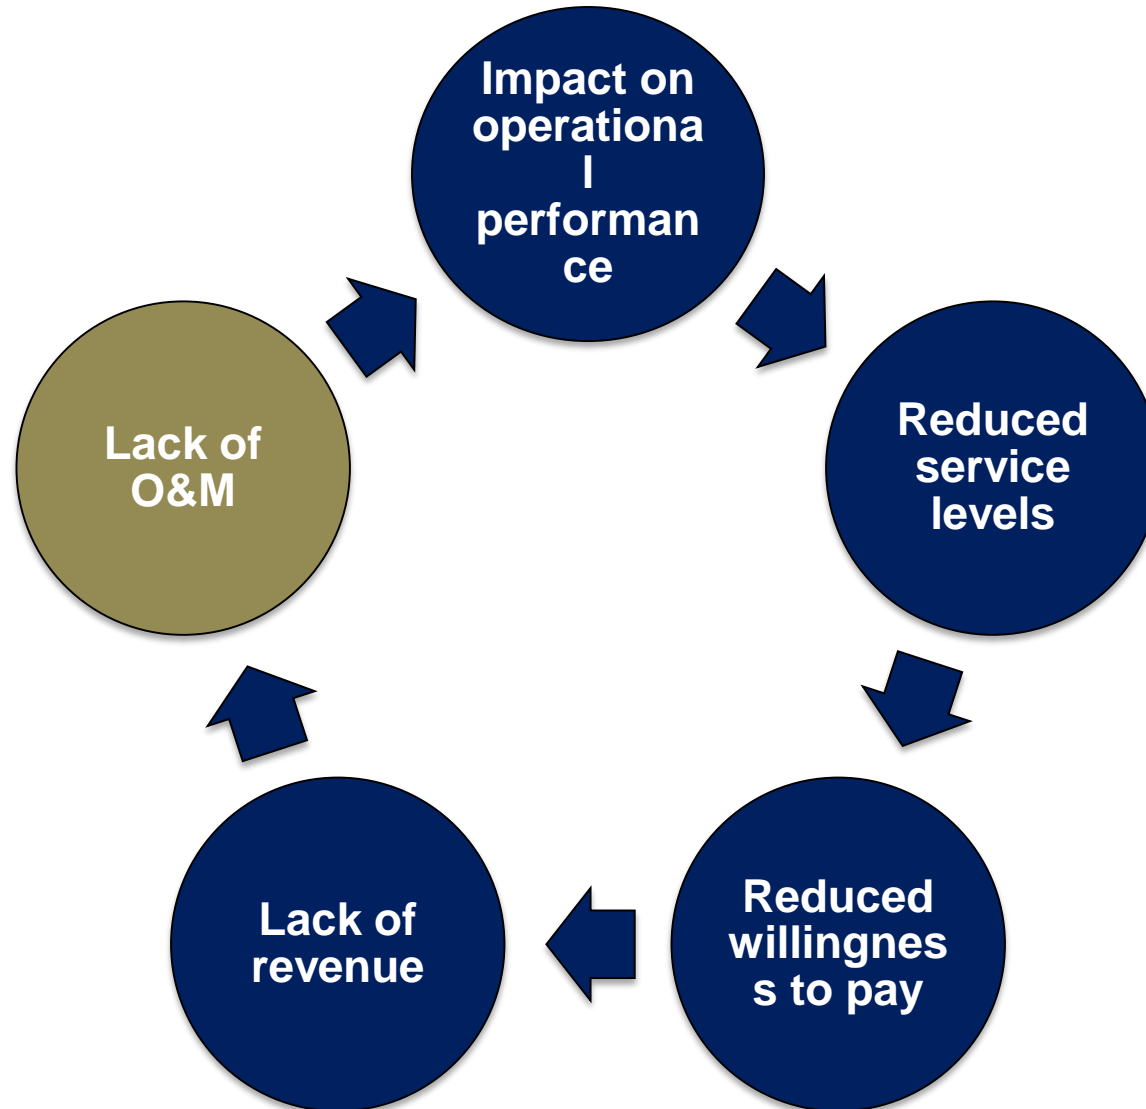 Impact on
operationa
l
performan
ce
Reduced
service
levels
Reduced
willingnes
s to pay
Lack of
revenue
Lack of
O&M